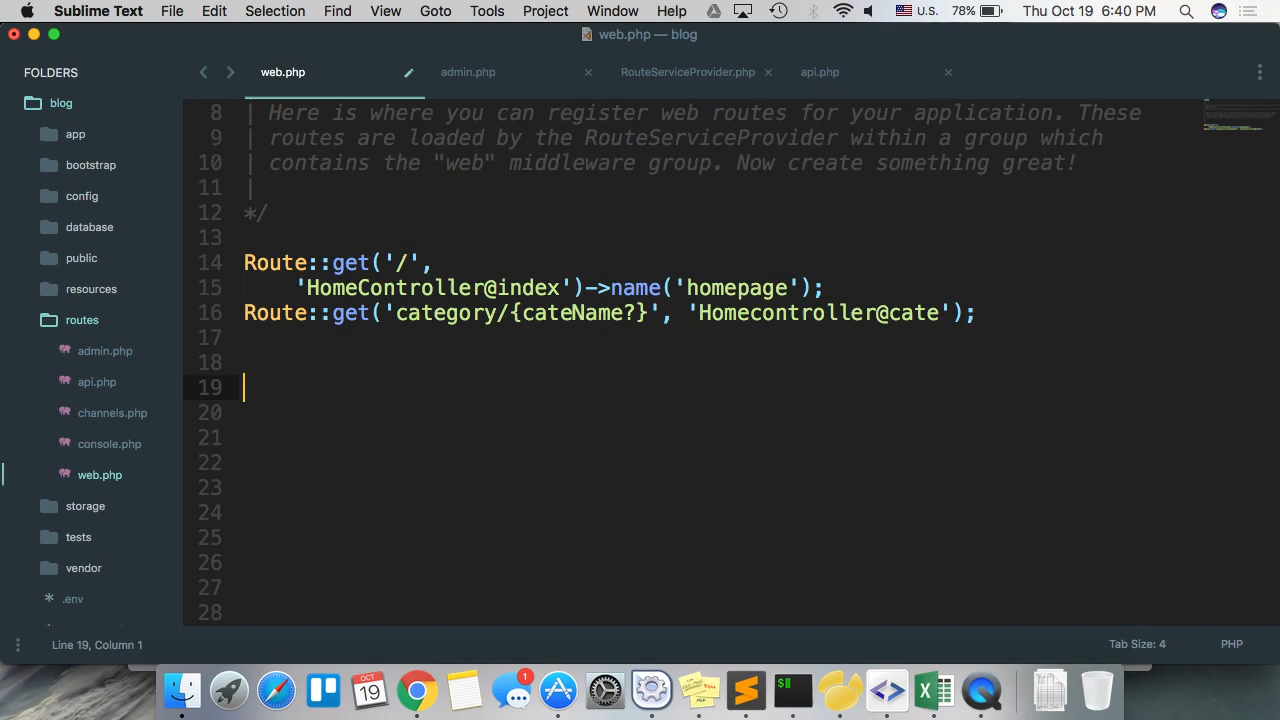 Sublime Text File Edit Selection Find View Goto Tools Project Window Help U.S. 78% Thu Oct 19 6:40 PM
web.php — blog
FOLDERS
web.php admin.php RouteServiceProvider.php api.php
blog
app
bootstrap
config
database
public
resources
routes
admin.php
api.php
channels.php
console.php
web.php
storage
tests
vendor
.env
8 | Here is where you can register web routes for your application. These
9 | routes are loaded by the RouteServiceProvider within a group which
10 | contains the "web" middleware group. Now create something great!
11 |
12 */
13
14 Route::get('/',
15 'HomeController@index')->name('homepage');
16 Route::get('category/{cateName?}', 'Homecontroller@cate');
17
18
19
20
21
22
23
24
25
26
27
28
Line 19, Column 1 Tab Size: 4 PHP
OCT
19
1
$